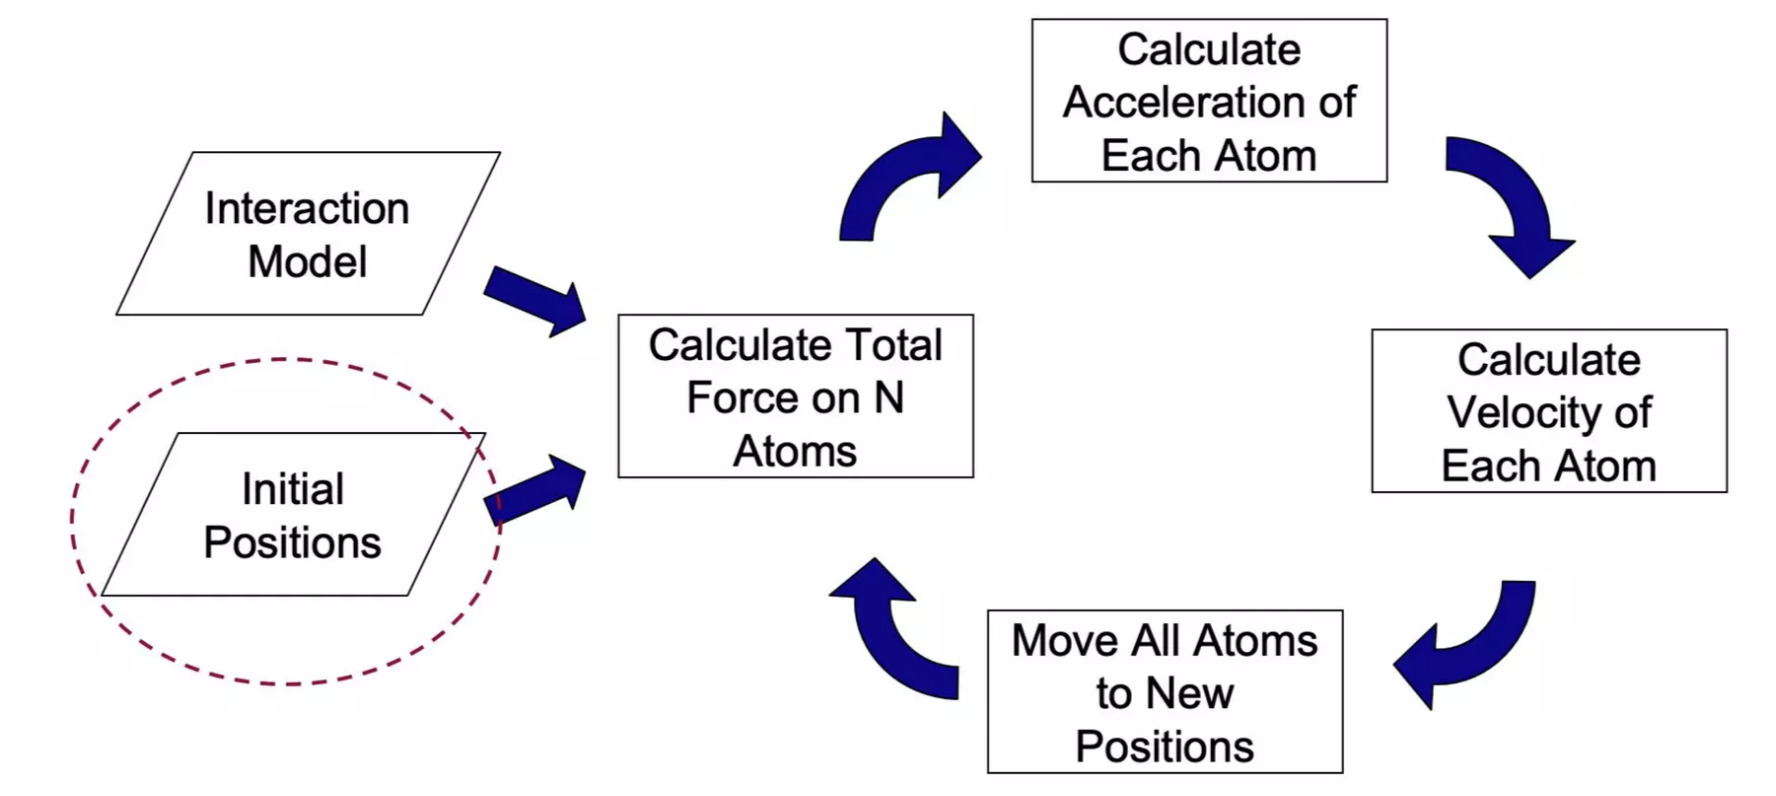 Interaction
Model
Initial
Positions
Calculate Total
Force on N
Atoms
Calculate
Acceleration of
Each Atom
Calculate
Velocity of
Each Atom
Move All Atoms
to New
Positions